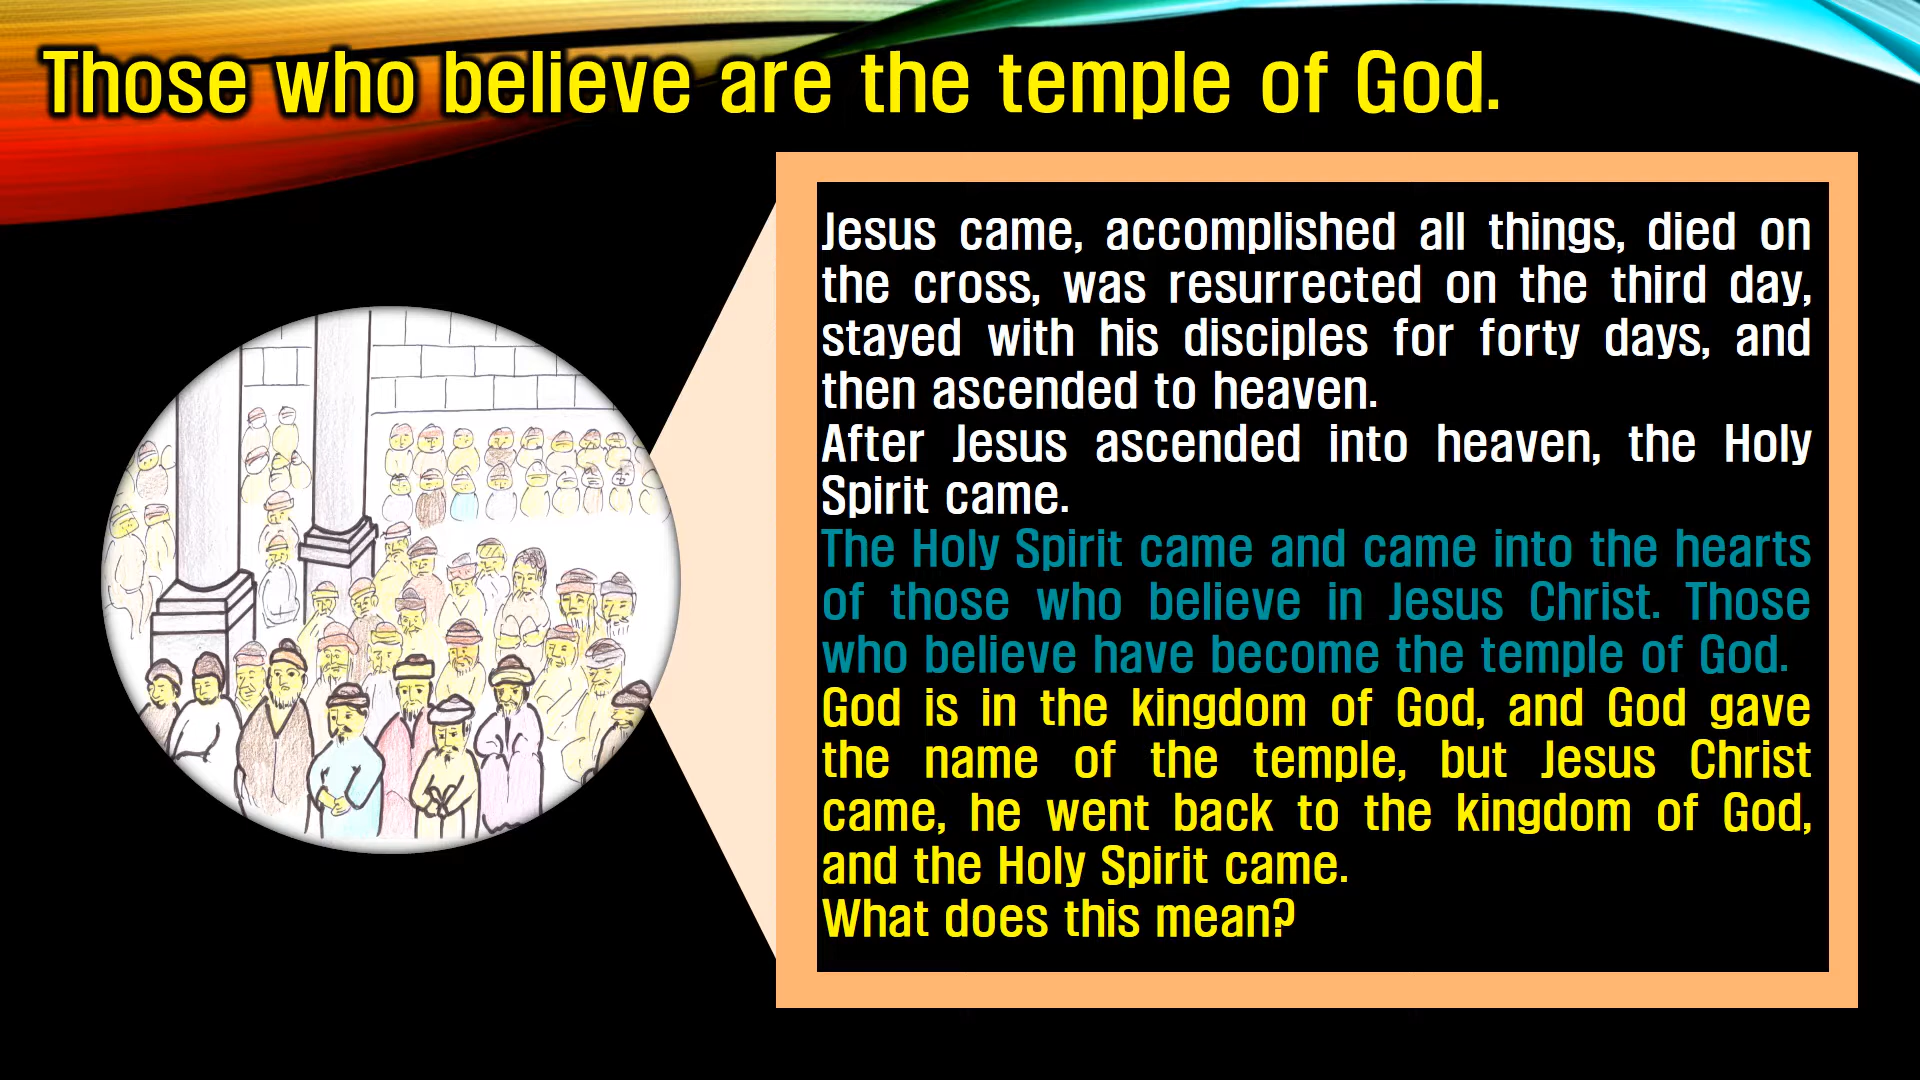 Those who believe are the temple of God.
Jesus came, accomplished all things, died on
the cross, was resurrected on the third day,
stayed with his disciples for forty days, and
then ascended to heaven.
After Jesus ascended into heaven, the Holy
Spirit came.
The Holy Spirit came and came into the hearts
of those who believe in Jesus Christ. Those
who believe have become the temple of God.
God is in the kingdom of God, and God gave
the name of the temple, but Jesus Christ
came, he went back to the kingdom of God,
and the Holy Spirit came.
What does this mean?